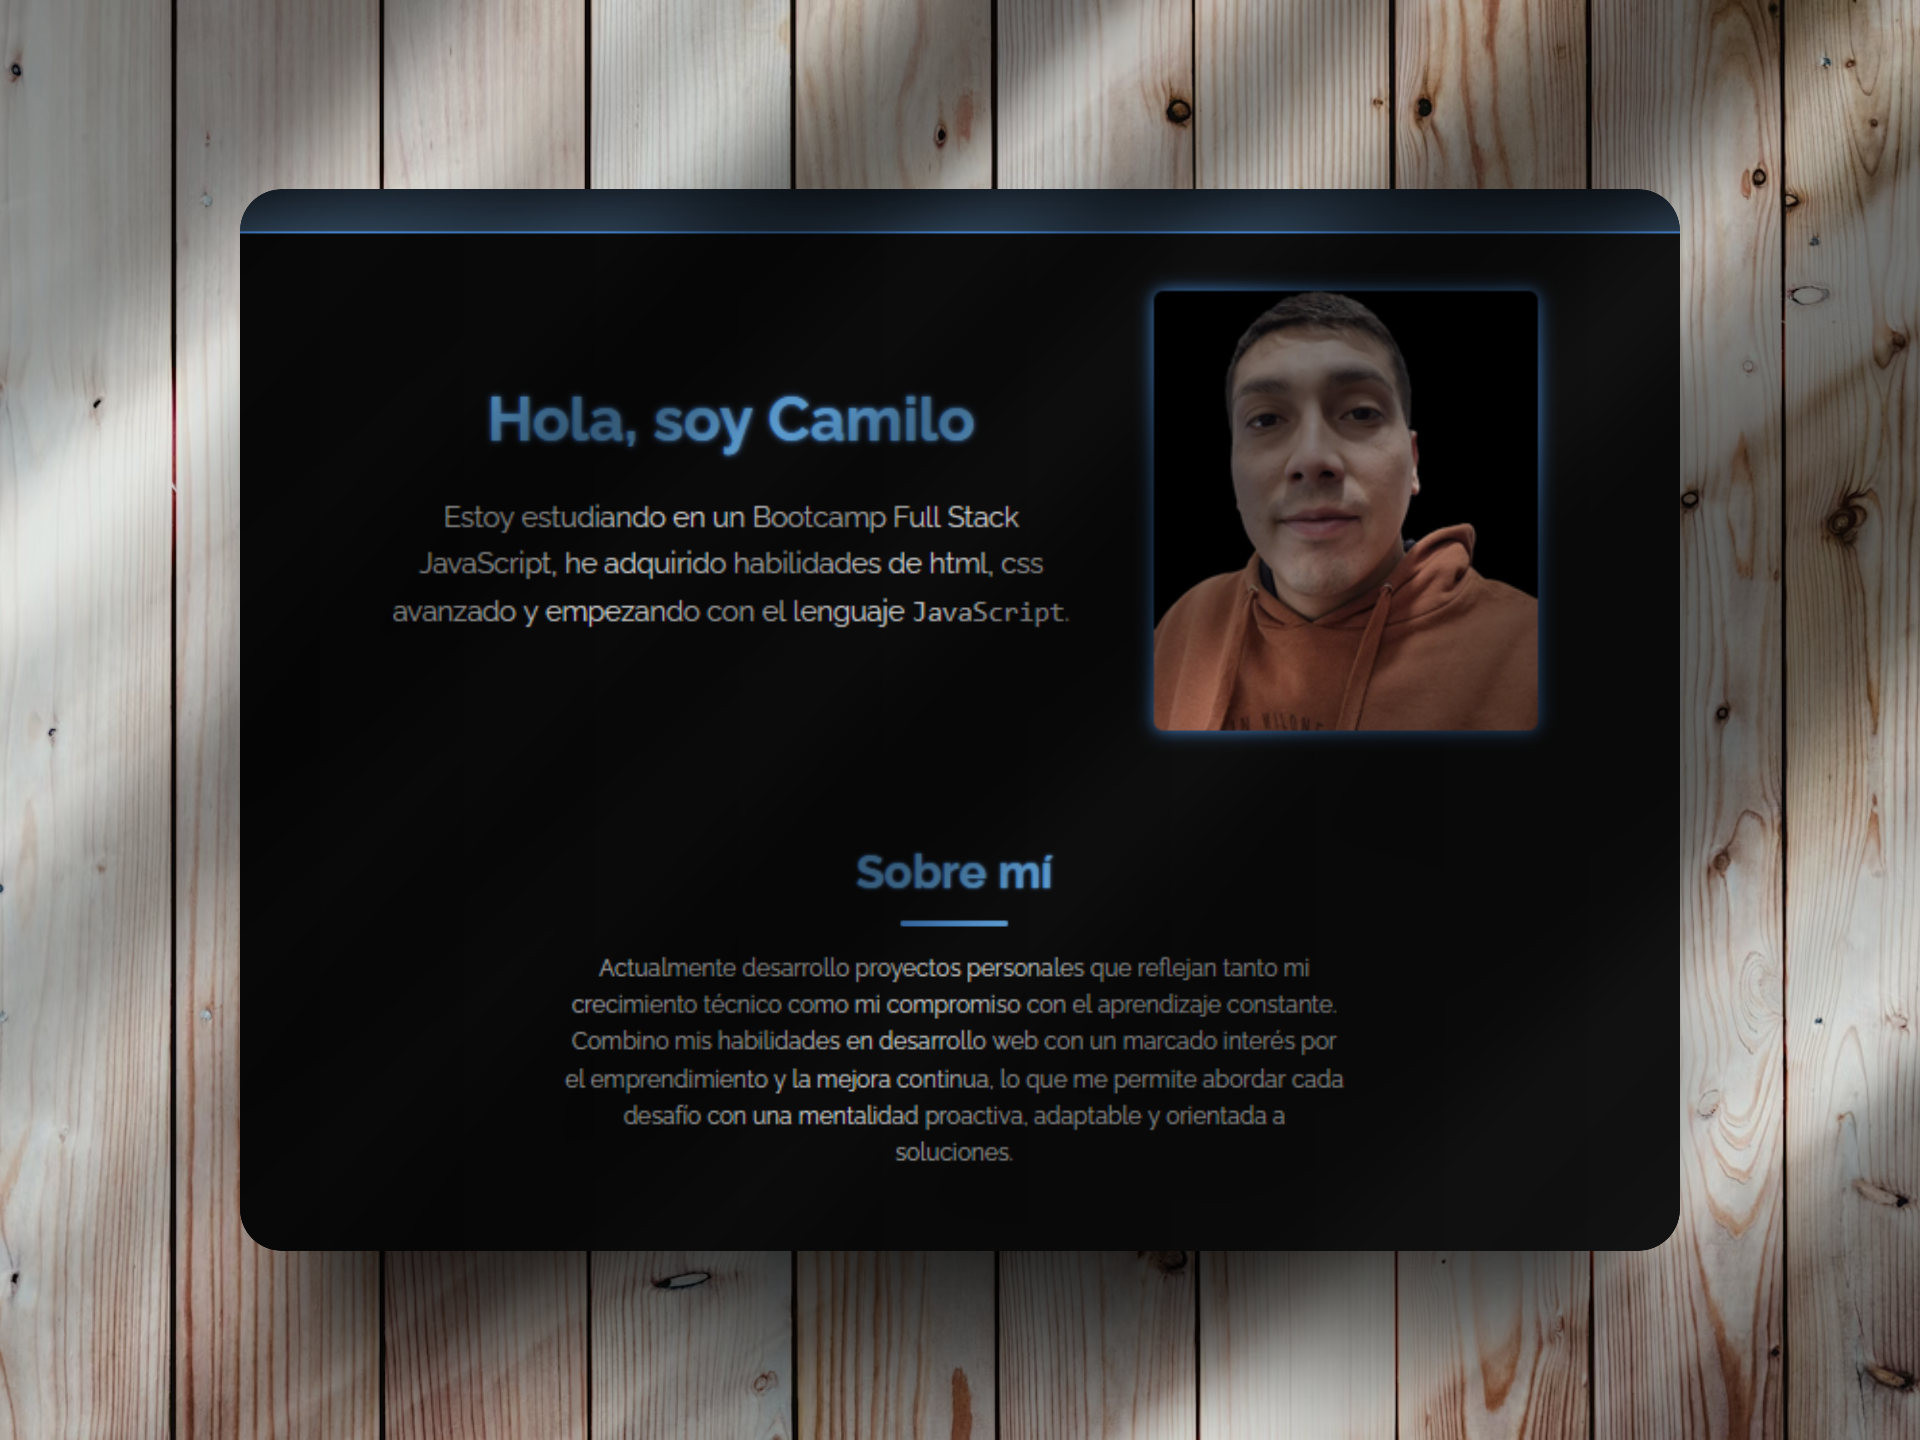 Hola, soy Camilo
Estoy estudiando en un Bootcamp Full Stack
JavaScript, he adquirido habilidades de html, css
avanzado y empezando con el lenguaje JavaScript.
Sobre mí
Actualmente desarrollo proyectos personales que reflejan tanto mi
crecimiento técnico como mi compromiso con el aprendizaje constante.
Combino mis habilidades en desarrollo web con un marcado interés por
el emprendimiento y la mejora continua, lo que me permite abordar cada
desafío con una mentalidad proactiva, adaptable y orientada a
soluciones.